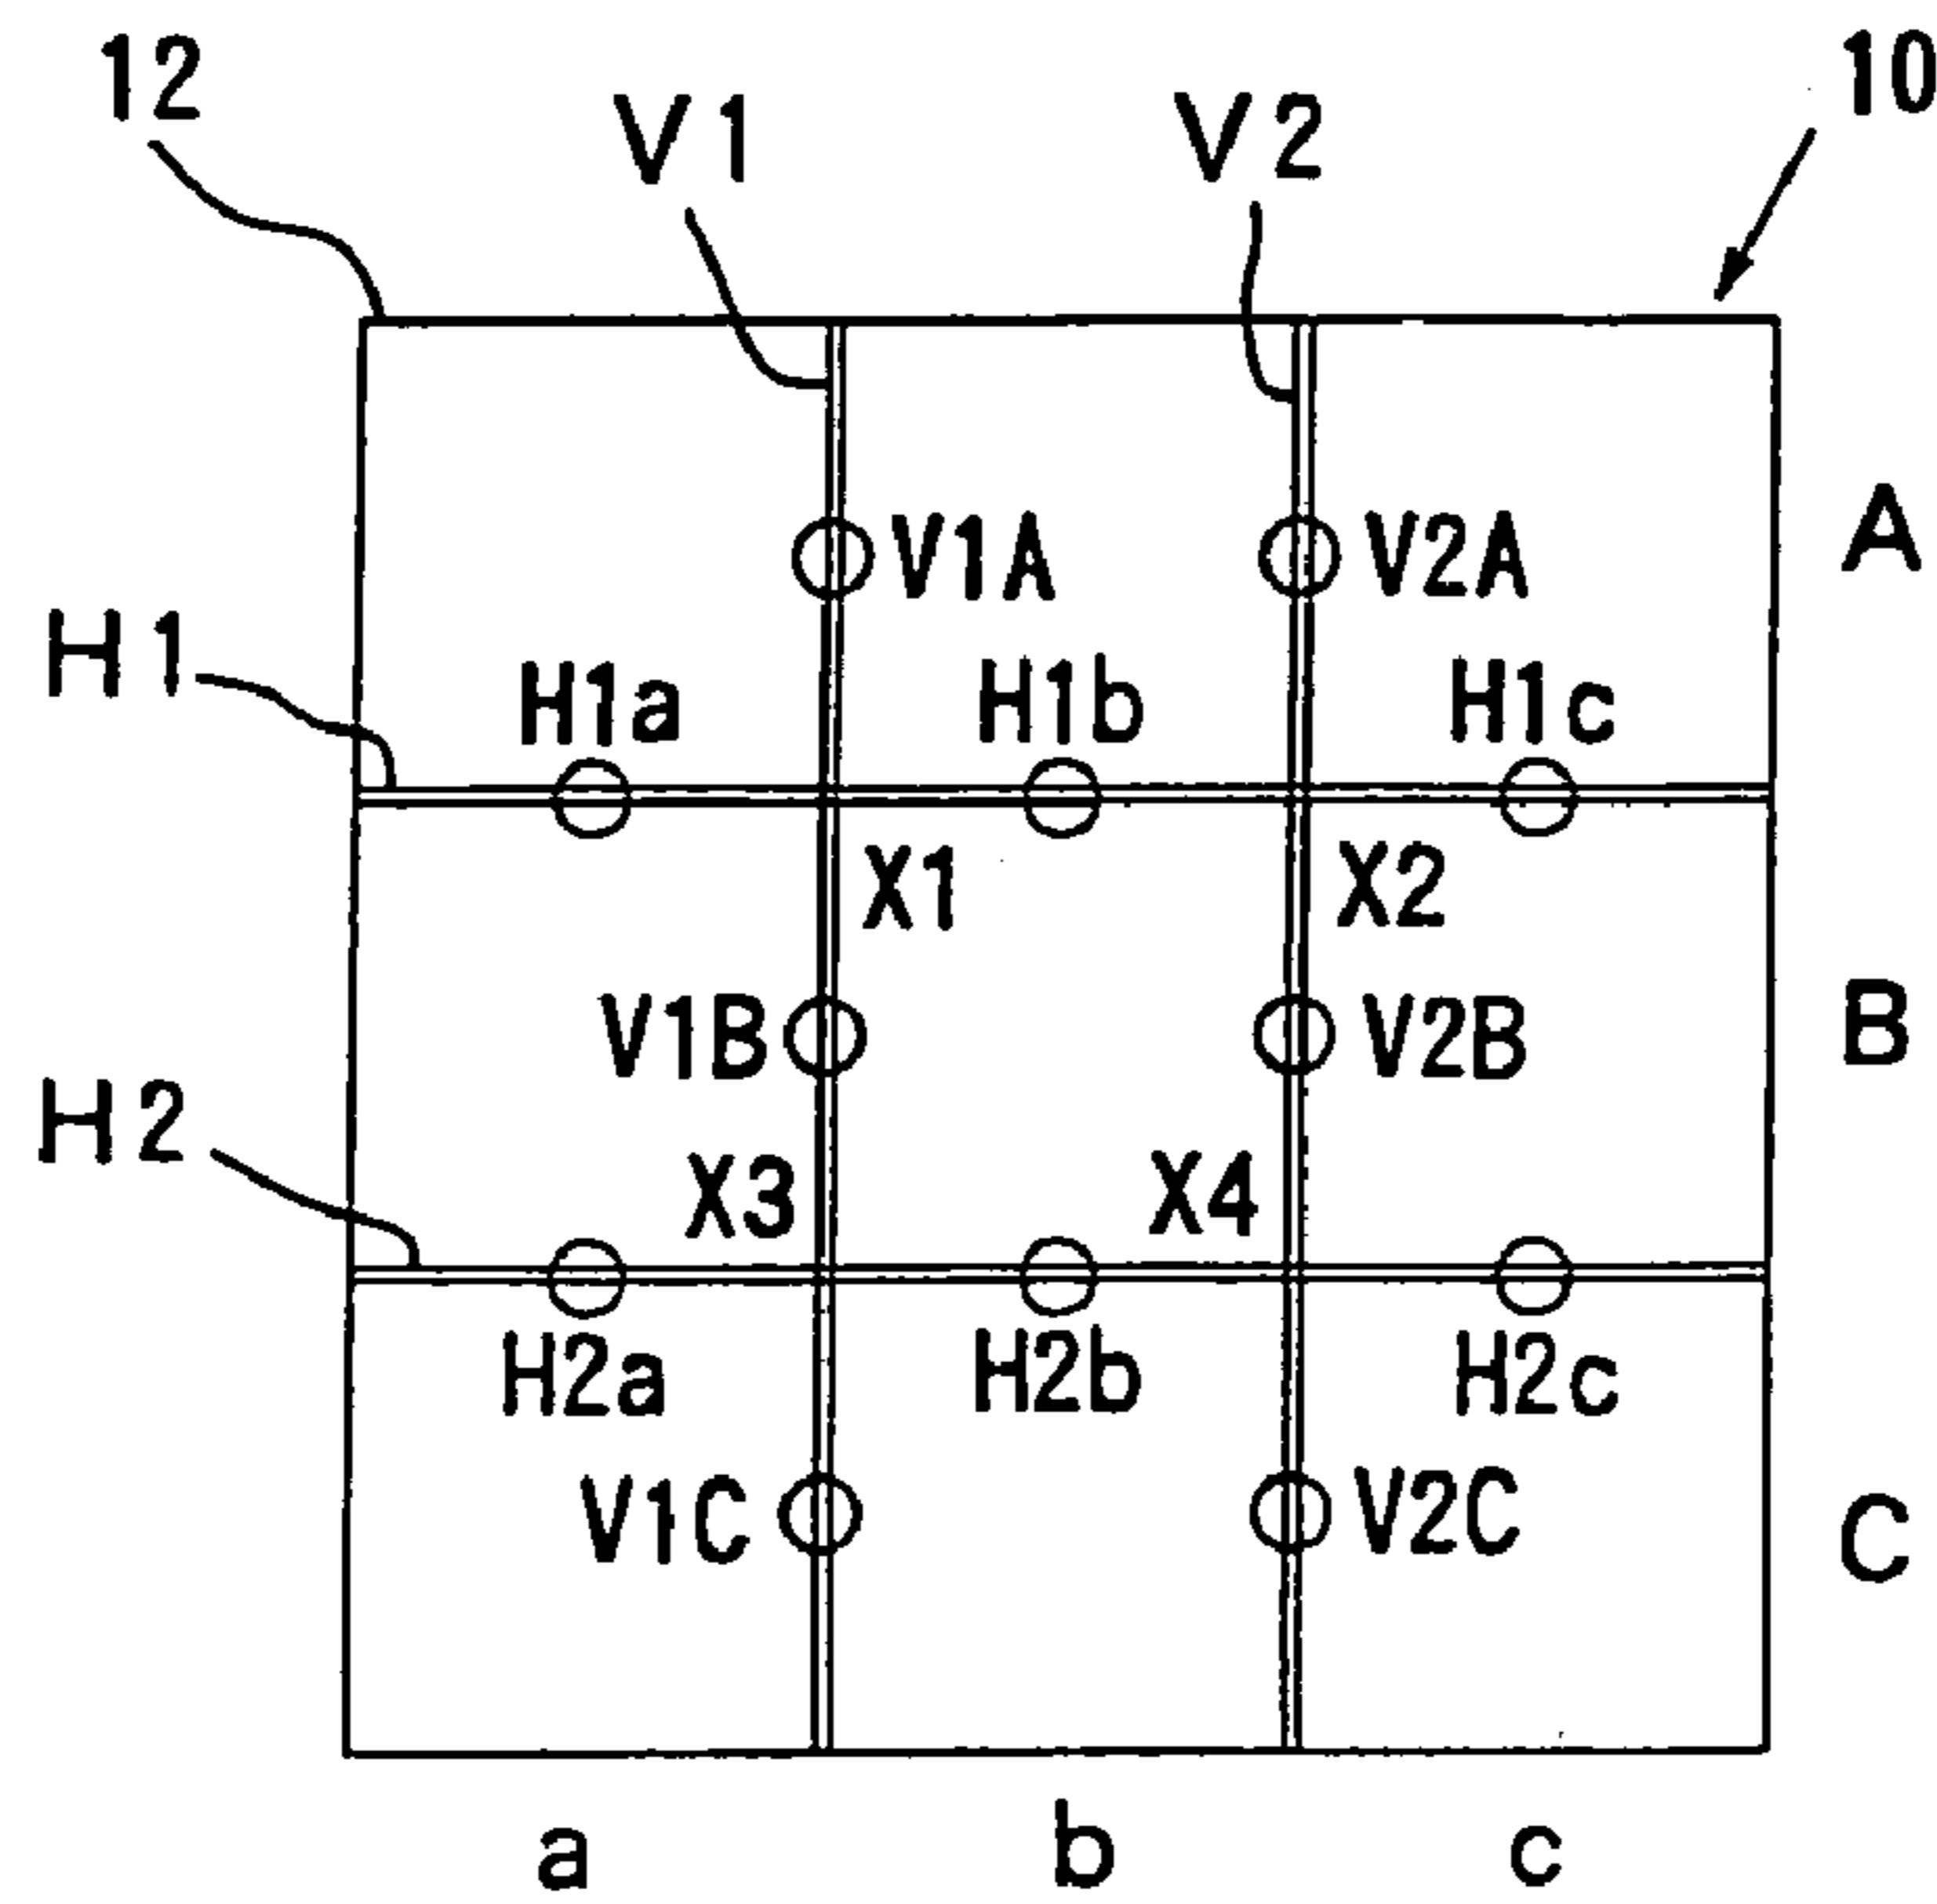 12 V1 V2 10
V1A V2A A
H1 H1a H1b H1c
X1 X2
V1B V2B B
H2 X3 X4
H2a H2b H2c
V1C V2C C
a b c